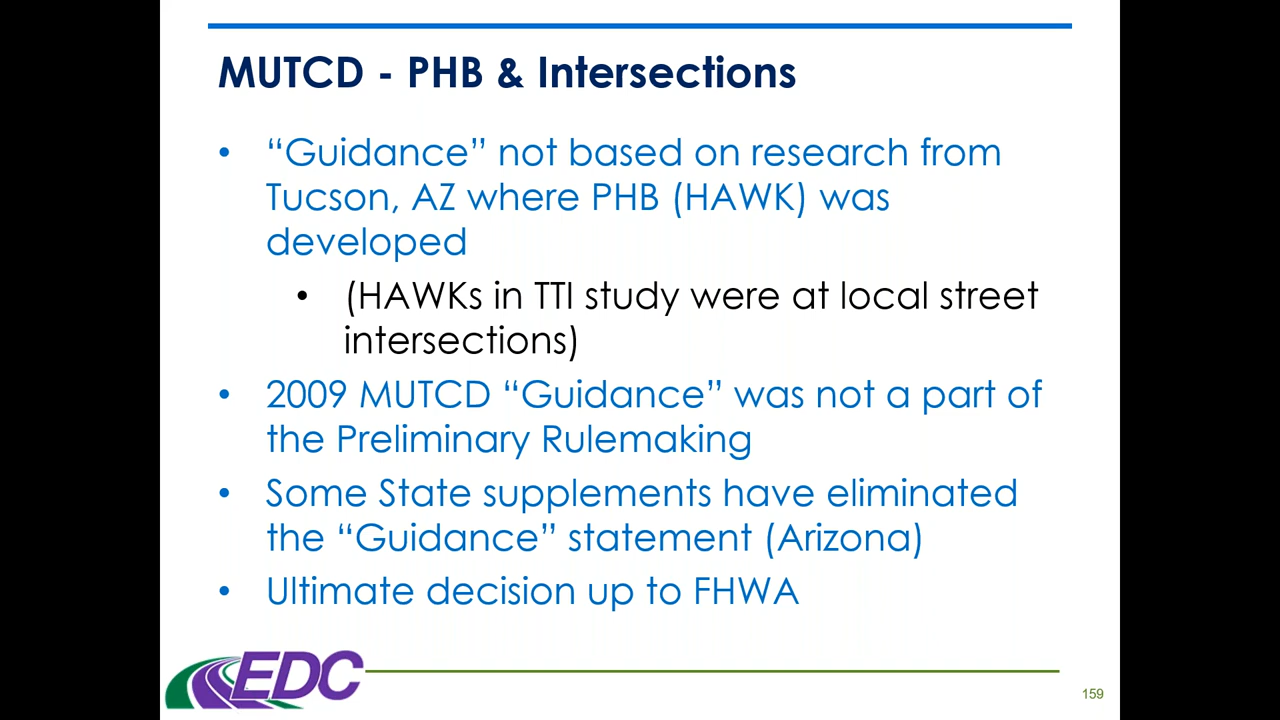 MUTCD - PHB & Intersections
• “Guidance” not based on research from
Tucson, AZ where PHB (HAWK) was
developed
• (HAWKs in TTI study were at local street
intersections)
• 2009 MUTCD “Guidance” was not a part of
the Preliminary Rulemaking
• Some State supplements have eliminated
the “Guidance” statement (Arizona)
• Ultimate decision up to FHWA
EDC
159